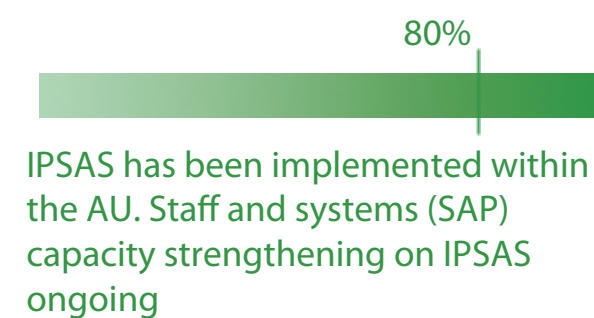 80%
IPSAS has been implemented within
the AU. Staff and systems (SAP)
capacity strengthening on IPSAS
ongoing